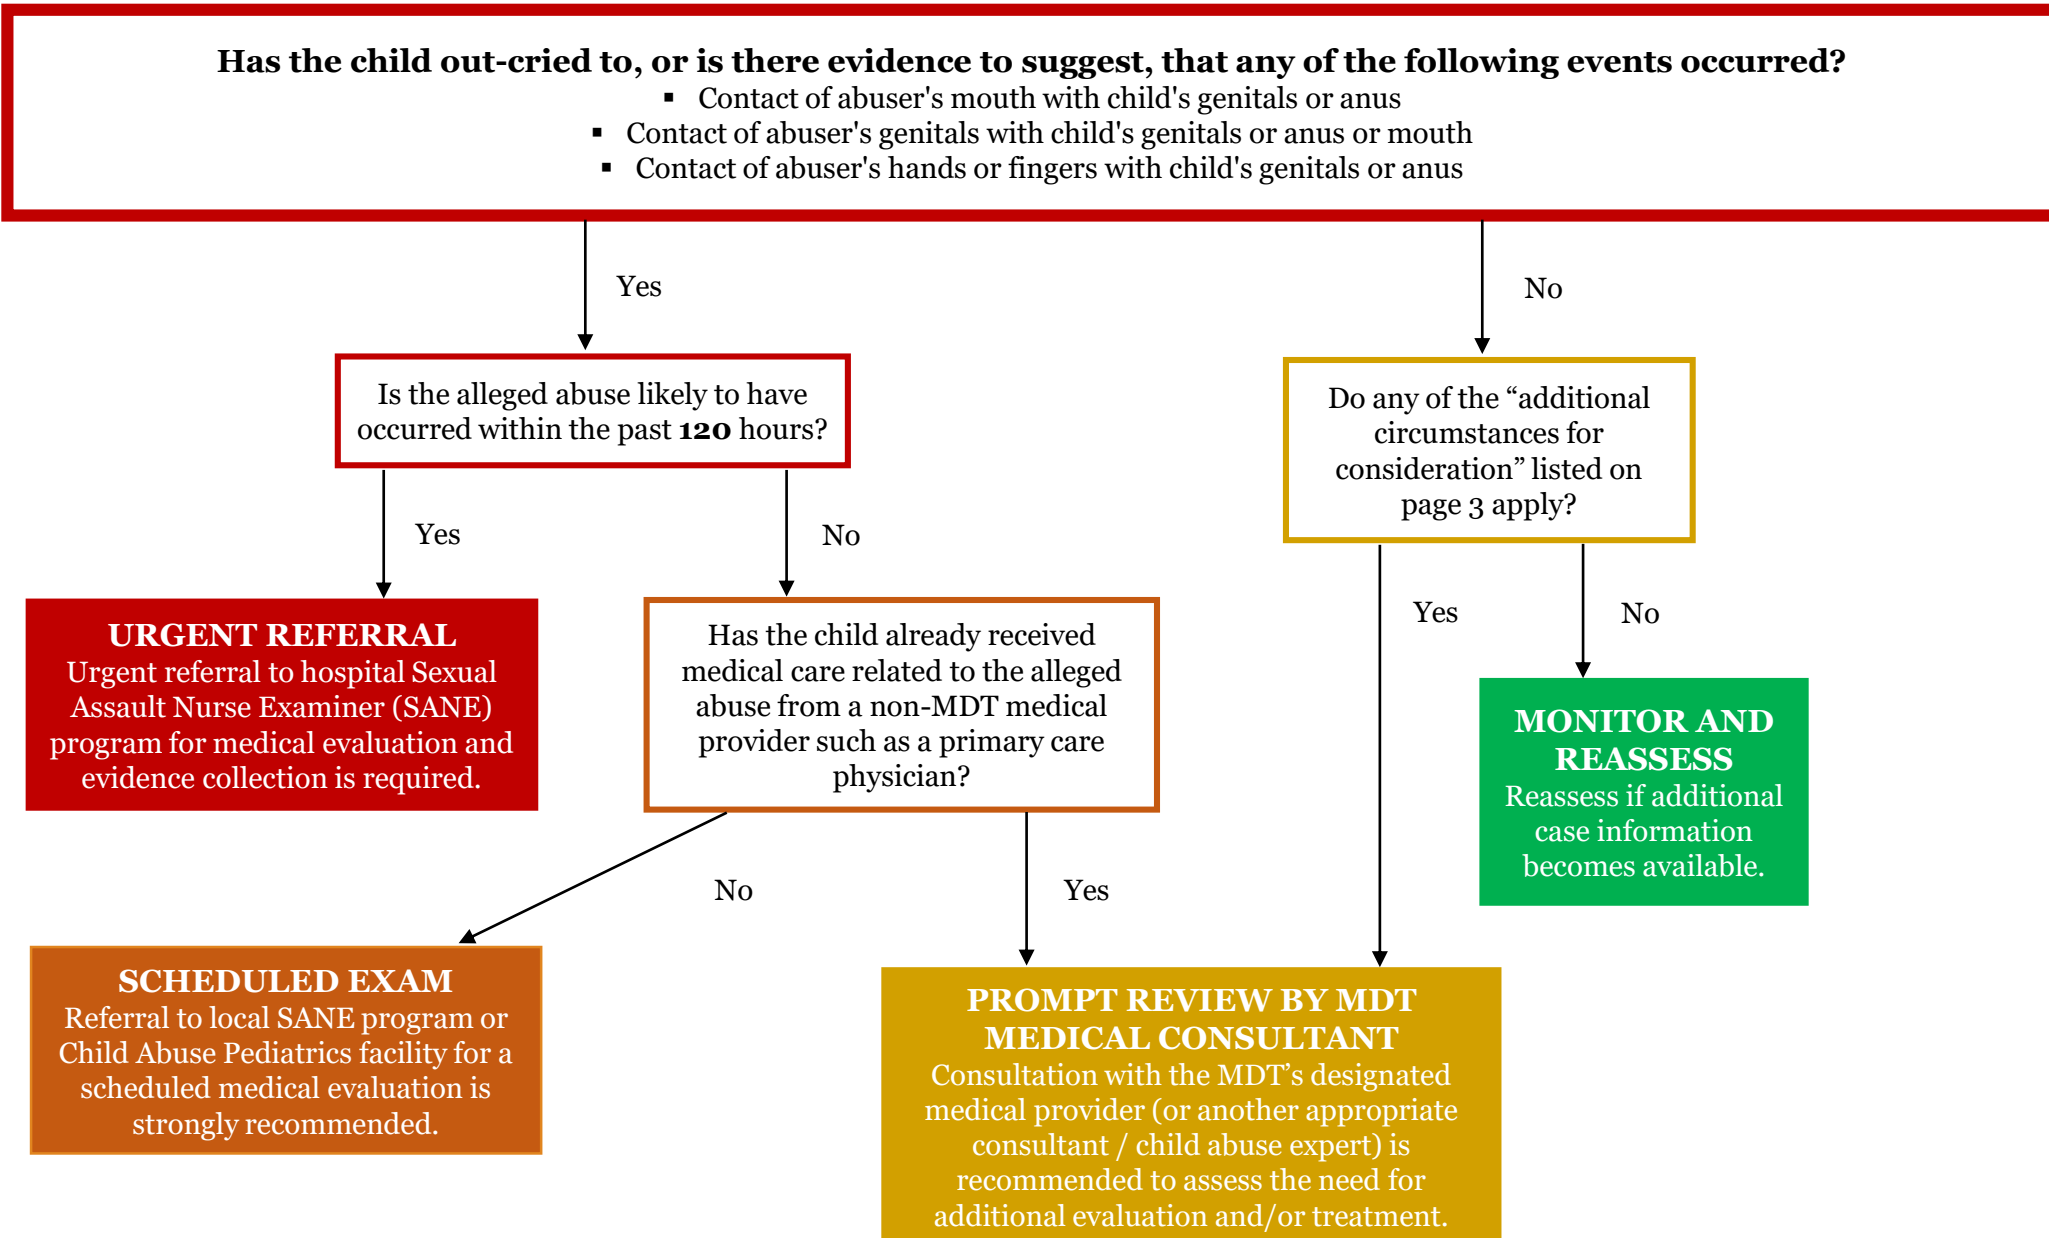 Has the child out-cried to, or is there evidence to suggest, that any of the following events occurred?
▪ Contact of abuser's mouth with child's genitals or anus
▪ Contact of abuser's genitals with child's genitals or anus or mouth
▪ Contact of abuser's hands or fingers with child's genitals or anus
Yes
No
Is the alleged abuse likely to have
occurred within the past 120 hours?
Do any of the “additional
circumstances for
consideration” listed on
page 3 apply?
Yes
No
Yes
No
URGENT REFERRAL
Urgent referral to hospital Sexual
Assault Nurse Examiner (SANE)
program for medical evaluation and
evidence collection is required.
Has the child already received
medical care related to the alleged
abuse from a non-MDT medical
provider such as a primary care
physician?
MONITOR AND
REASSESS
Reassess if additional
case information
becomes available.
No
Yes
SCHEDULED EXAM
Referral to local SANE program or
Child Abuse Pediatrics facility for a
scheduled medical evaluation is
strongly recommended.
PROMPT REVIEW BY MDT
MEDICAL CONSULTANT
Consultation with the MDT’s designated
medical provider (or another appropriate
consultant / child abuse expert) is
recommended to assess the need for
additional evaluation and/or treatment.